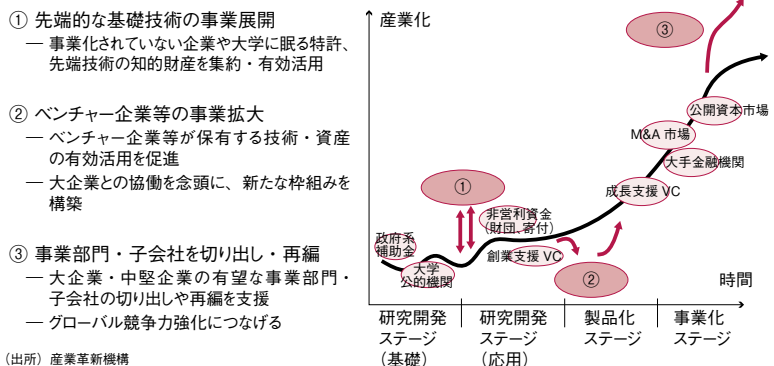 ① 先端的な基礎技術の事業展開
― 事業化されていない企業や大学に眠る特許、
先端技術の知的財産を集約・有効活用
② ベンチャー企業等の事業拡大
― ベンチャー企業等が保有する技術・資産
の有効活用を促進
― 大企業との協働を念頭に、新たな枠組みを
構築
③ 事業部門・子会社を切り出し・再編
― 大企業・中堅企業の有望な事業部門・
子会社の切り出しや再編を支援
― グローバル競争力強化につなげる
(出所) 産業革新機構
産業化
③
公開資本市場
M&A 市場
大手金融機関
成長支援 VC
①
非営利資金
(財団、寄付)
政府系
補助金
大学
公的機関
創業支援 VC
②
時間
研究開発
ステージ
(基礎)
研究開発
ステージ
(応用)
製品化
ステージ
事業化
ステージ